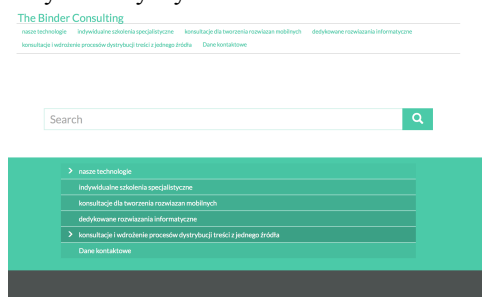 The Binder Consulting
nasze technologie indywidualne szkolenia specjalistyczne konsultacje dla tworzenia rozwiazan mobilnych dedykowane rozwiazania informatyczne
konsultacje i wdrożenie procesów dystrybucji treści z jednego źródła Dane kontaktowe
Search
nasze technologie
indywidualne szkolenia specjalistyczne
konsultacje dla tworzenia rozwiazan mobilnych
dedykowane rozwiazania informatyczne
konsultacje i wdrożenie procesów dystrybucji treści z jednego źródła
Dane kontaktowe